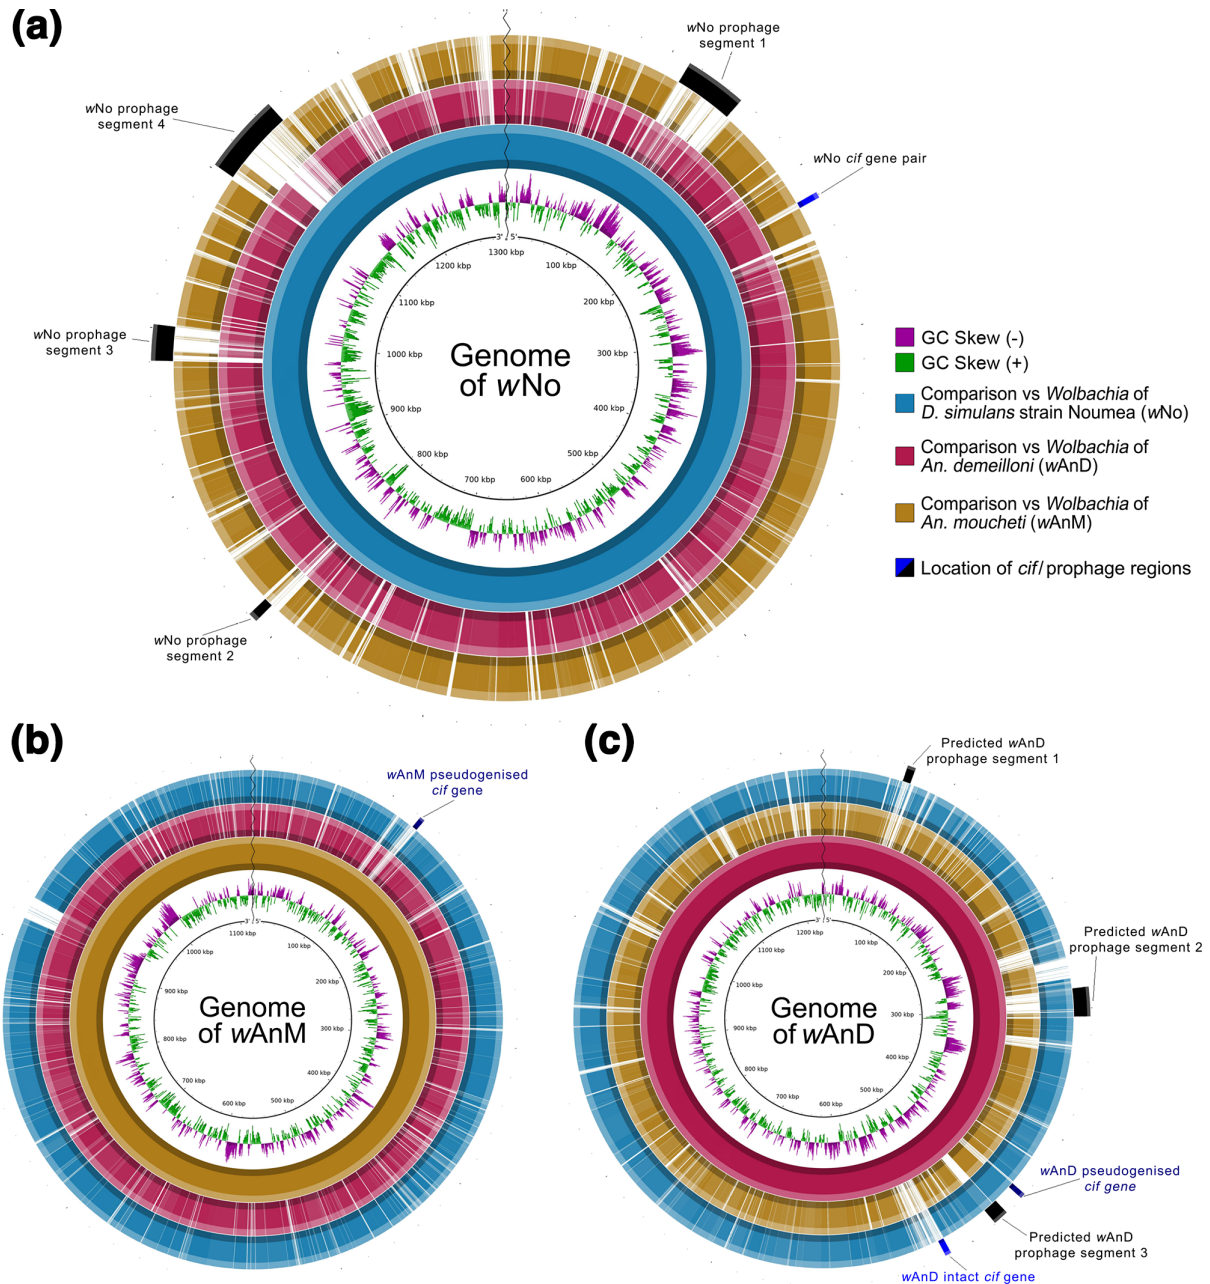 (a)
wNo prophage
segment 1
wNo prophage
segment 4
wNo cif gene pair
3' 5'
1300 kbp
1200 kbp
100 kbp
1100 kbp
200 kbp
wNo prophage
segment 3
1000 kbp
300 kbp
Genome
of wNo
900 kbp
400 kbp
800 kbp
500 kbp
700 kbp
600 kbp
wNo prophage
segment 2
GC Skew (-)
GC Skew (+)
Comparison vs Wolbachia of
D. simulans strain Noumea (wNo)
Comparison vs Wolbachia of
An. demeilloni (wAnD)
Comparison vs Wolbachia of
An. moucheti (wAnM)
Location of cif/prophage regions
(b)
wAnM pseudogenised
cif gene
3' 5'
1100 kbp
1000 kbp
100 kbp
200 kbp
900 kbp
300 kbp
Genome
of wAnM
800 kbp
400 kbp
700 kbp
500 kbp
600 kbp
(c)
Predicted wAnD
prophage segment 1
Predicted wAnD
prophage segment 2
3' 5'
1200 kbp
1100 kbp
100 kbp
200 kbp
1000 kbp
300 kbp
Genome
of wAnD
900 kbp
400 kbp
800 kbp
500 kbp
700 kbp
600 kbp
wAnD pseudogenised
cif gene
Predicted wAnD
prophage segment 3
wAnD intact cif gene